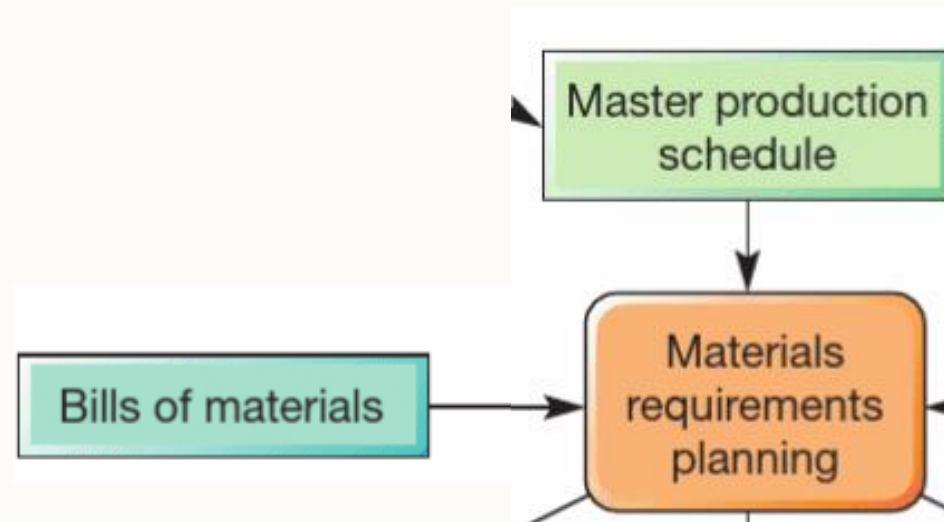 Master production
schedule
Bills of materials
Materials
requirements
planning